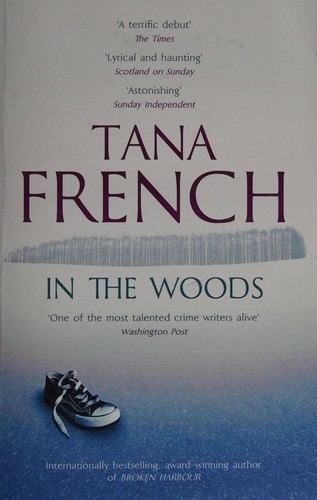 ‘A terrific debut’
The Times
‘Lyrical and haunting’
Scotland on Sunday
‘Astonishing’
Sunday Independent
TANA
FRENCH
IN THE WOODS
‘One of the most talented crime writers alive’
Washington Post
Internationally bestselling, award-winning author
of BROKEN HARBOUR